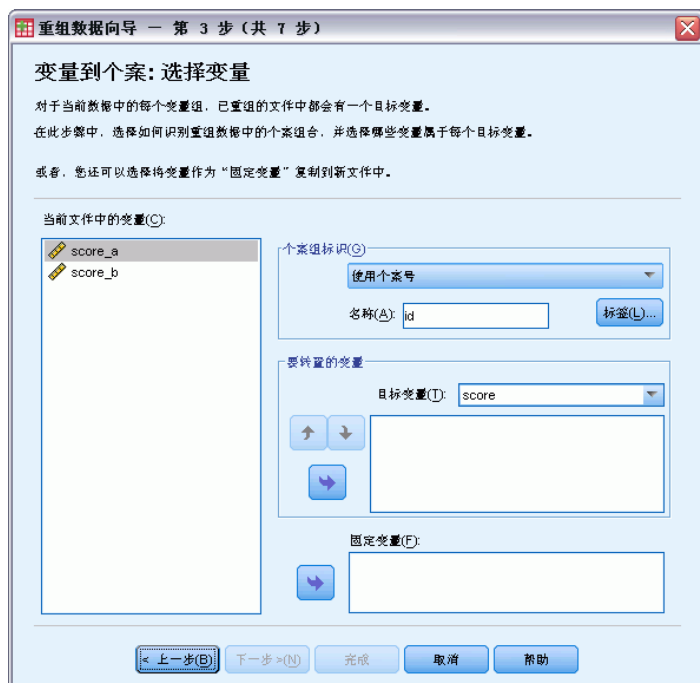 重组数据向导 — 第 3 步(共 7 步)
变量到个案: 选择变量
对于当前数据中的每个变量组，已重组的文件中都会有一个目标变量。
在此步骤中，选择如何识别重组数据中的个案组合，并选择哪些变量属于每个目标变量。
或者，您还可以选择将变量作为“固定变量”复制到新文件中。
当前文件中的变量(C):
score_a
score_b
个案组标识(G)
使用个案号
名称(A): id 标签(L)...
要转置的变量
目标变量(T): score
固定变量(F):
< 上一步(B) 下一步 >(N) 完成 取消 帮助